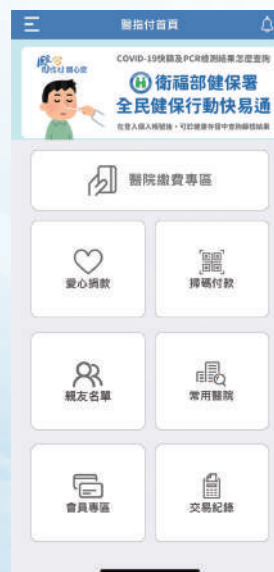 醫指付首頁
COVID-19快篩及PCR檢測結果怎麼查詢
衛福部健保署
全民健保行動快易通
醫院繳費專區
愛心捐款
掃碼付款
親友名單
常用醫院
會員專區
交易紀錄